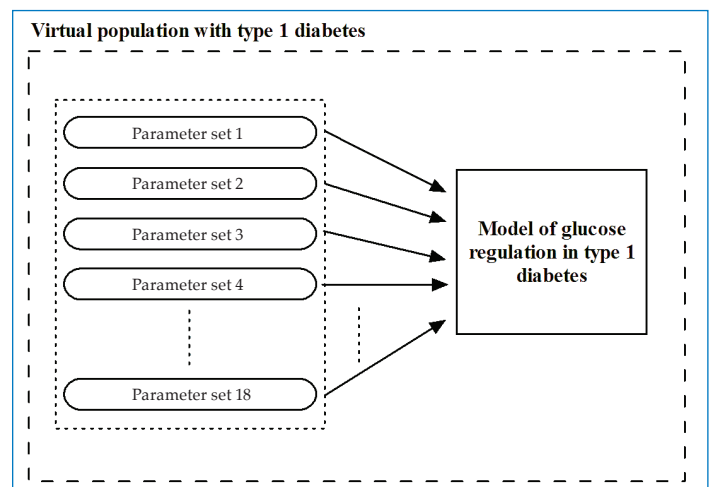 Virtual population with type 1 diabetes
Parameter set 1
Parameter set 2
Parameter set 3
Parameter set 4
Parameter set 18
Model of glucose
regulation in type 1
diabetes